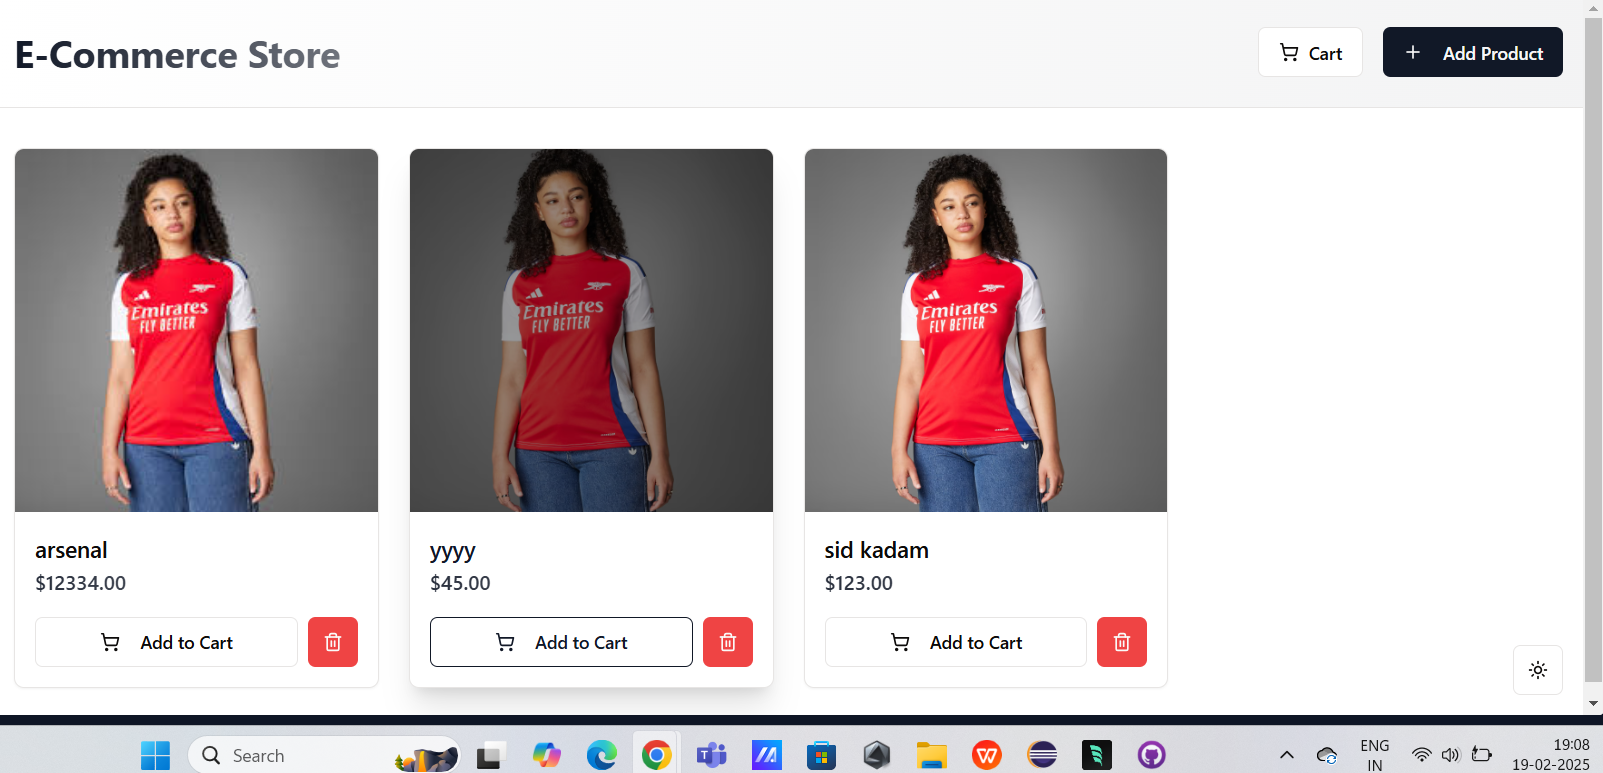 E-Commerce Store
Cart
Add Product
Emirates
FLY BETTER
Emirates
FLY BETTER
Emirates
FLY BETTER
arsenal
$12334.00
Add to Cart
yyyy
$45.00
Add to Cart
sid kadam
$123.00
Add to Cart
Search
ENG
IN
19:08
19-02-2025